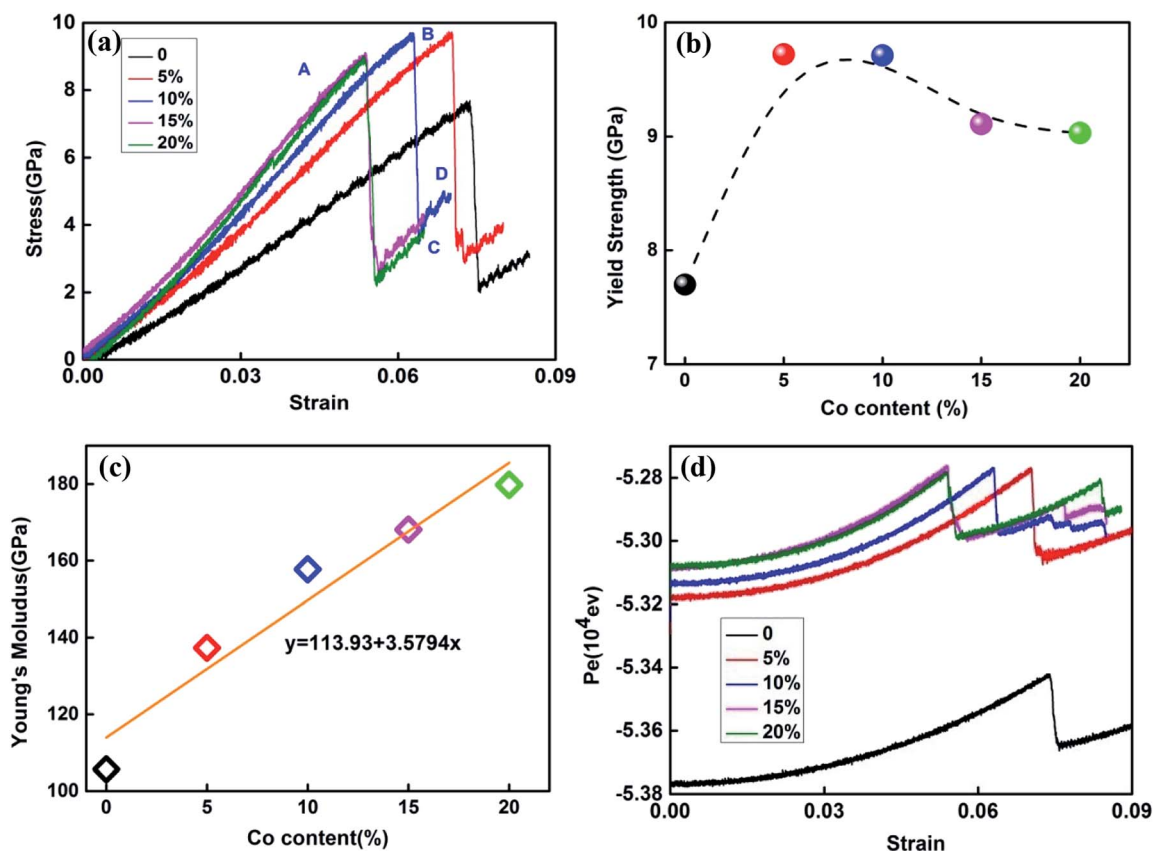 (a)
10
8
6
4
2
0
0.00
0.03
0.06
0.09
Stress(GPa)
Strain
0
5%
10%
15%
20%
A
B
D
C
(b)
10
9
8
7
0
5
10
15
20
Yield Strength (GPa)
Co content (%)
(c)
180
160
140
120
100
0
5
10
15
20
Young's Moludus(GPa)
Co content(%)
y=113.93+3.5794x
(d)
-5.28
-5.30
-5.32
-5.34
-5.36
-5.38
0.00
0.03
0.06
0.09
Pe(10⁴ev)
Strain
0
5%
10%
15%
20%